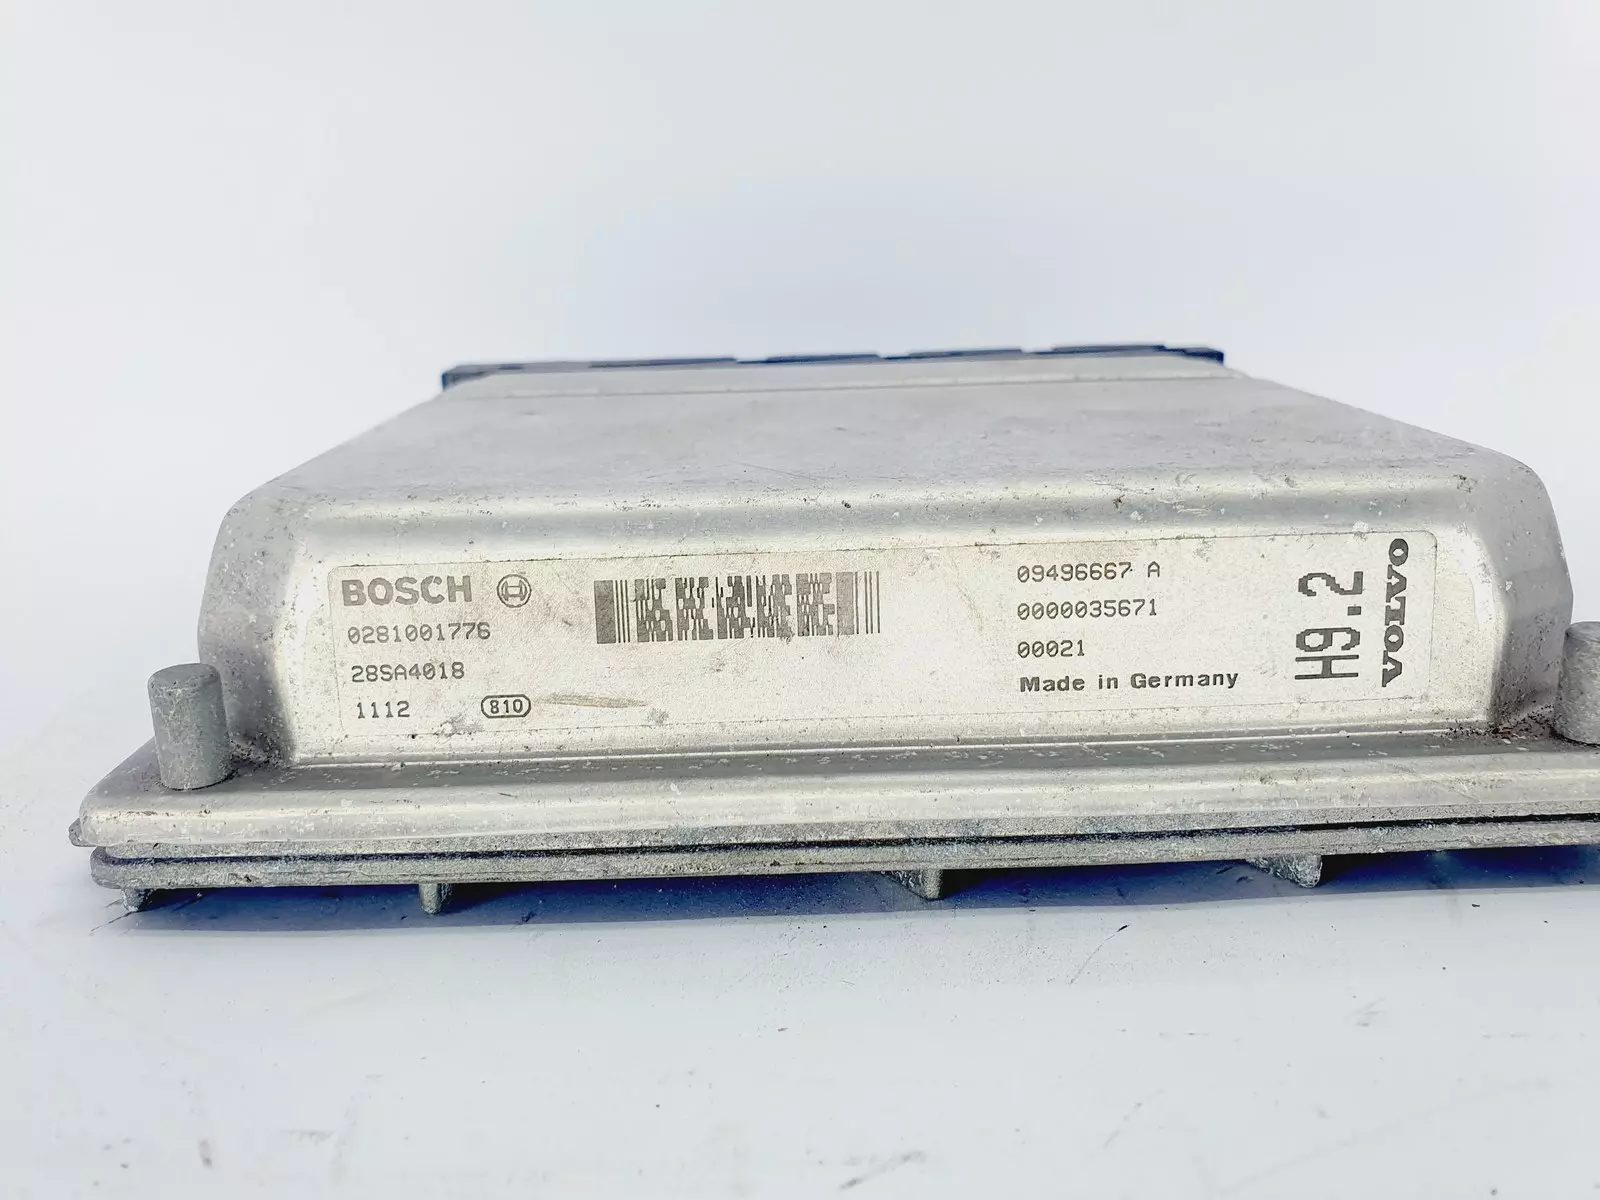 BOSCH
0281001776
28SA4018
1112 810
09496667 A
0000035671
00021
Made in Germany
H9.2
VOLVO